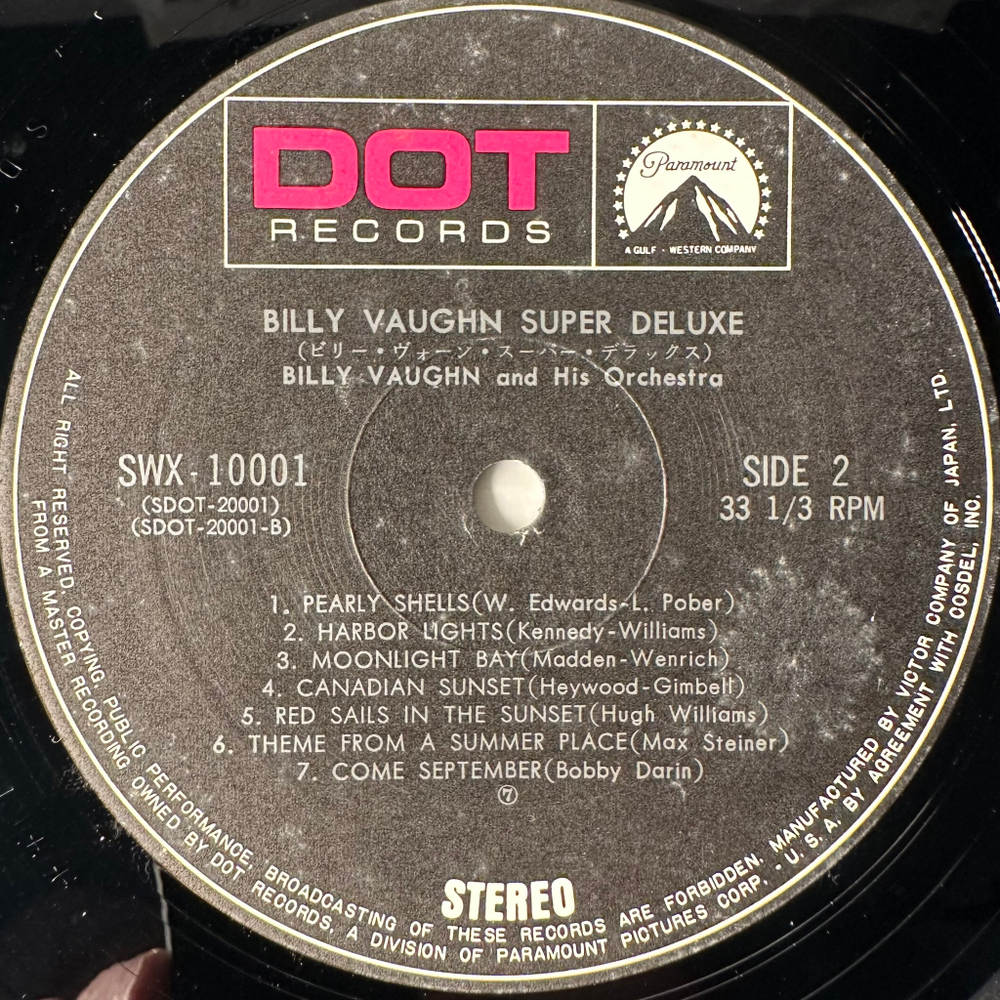 DOT
RECORDS
Paramount
A GULF + WESTERN COMPANY
BILLY VAUGHN SUPER DELUXE
(ビリー・ヴォーン・スーパー・デラックス)
BILLY VAUGHN and His Orchestra
SWX-10001
(SDOT-20001)
(SDOT-20001-B)
SIDE 2
33 1/3 RPM
1. PEARLY SHELLS(W. Edwards-L. Pober)
2. HARBOR LIGHTS(Kennedy-Williams)
3. MOONLIGHT BAY(Madden-Wenrich)
4. CANADIAN SUNSET(Heywood-Gimbell)
5. RED SAILS IN THE SUNSET(Hugh Williams)
6. THEME FROM A SUMMER PLACE(Max Steiner)
7. COME SEPTEMBER(Bobby Darin)
⑦
STEREO
ALL RIGHT RESERVED. COPYING PUBLIC PERFORMANCE, BROADCASTING OF THESE RECORDS ARE FORBIDDEN. MANUFACTURED BY VICTOR COMPANY OF JAPAN, LTD.
FROM A MASTER RECORDING OWNED BY DOT RECORDS, A DIVISION OF PARAMOUNT PICTURES CORP. - U. S. A. BY AGREEMENT WITH COSDEL, INC.